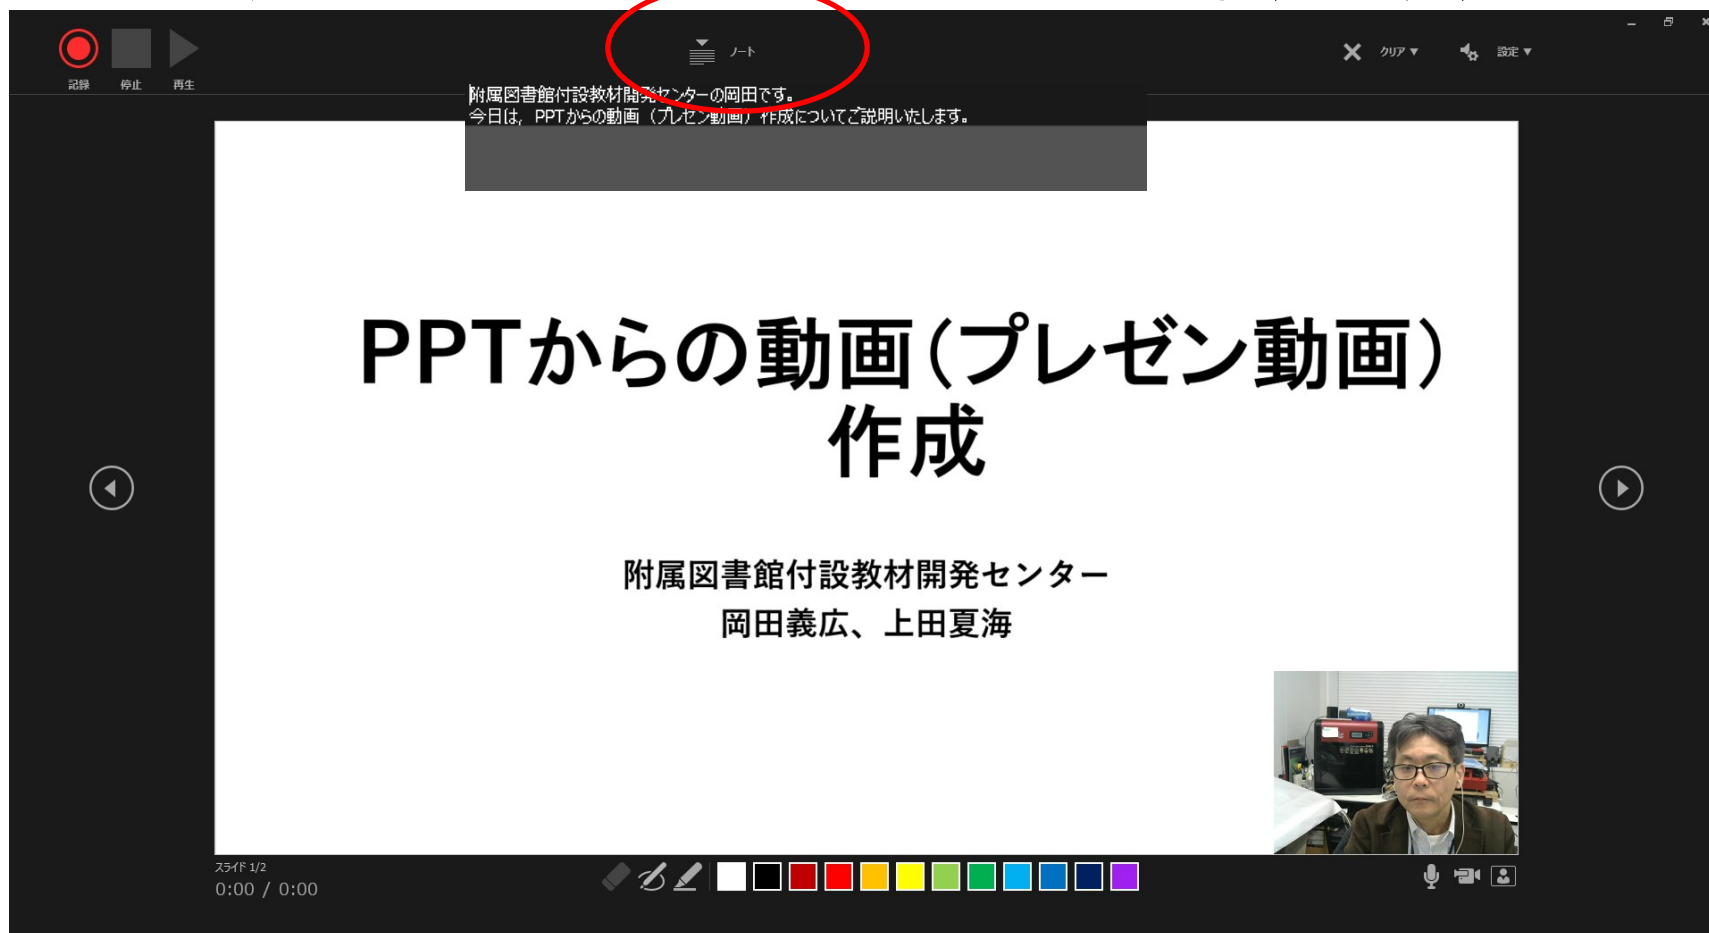 ノート
クリア
設定
記録
停止
再生
附属図書館付設教材開発センターの岡田です。
今日は，PPTからの動画（プレゼン動画）作成についてご説明いたします。
PPTからの動画（プレゼン動画）
作成
附属図書館付設教材開発センター
岡田義広、上田夏海
スライド 1/2
0:00 / 0:00